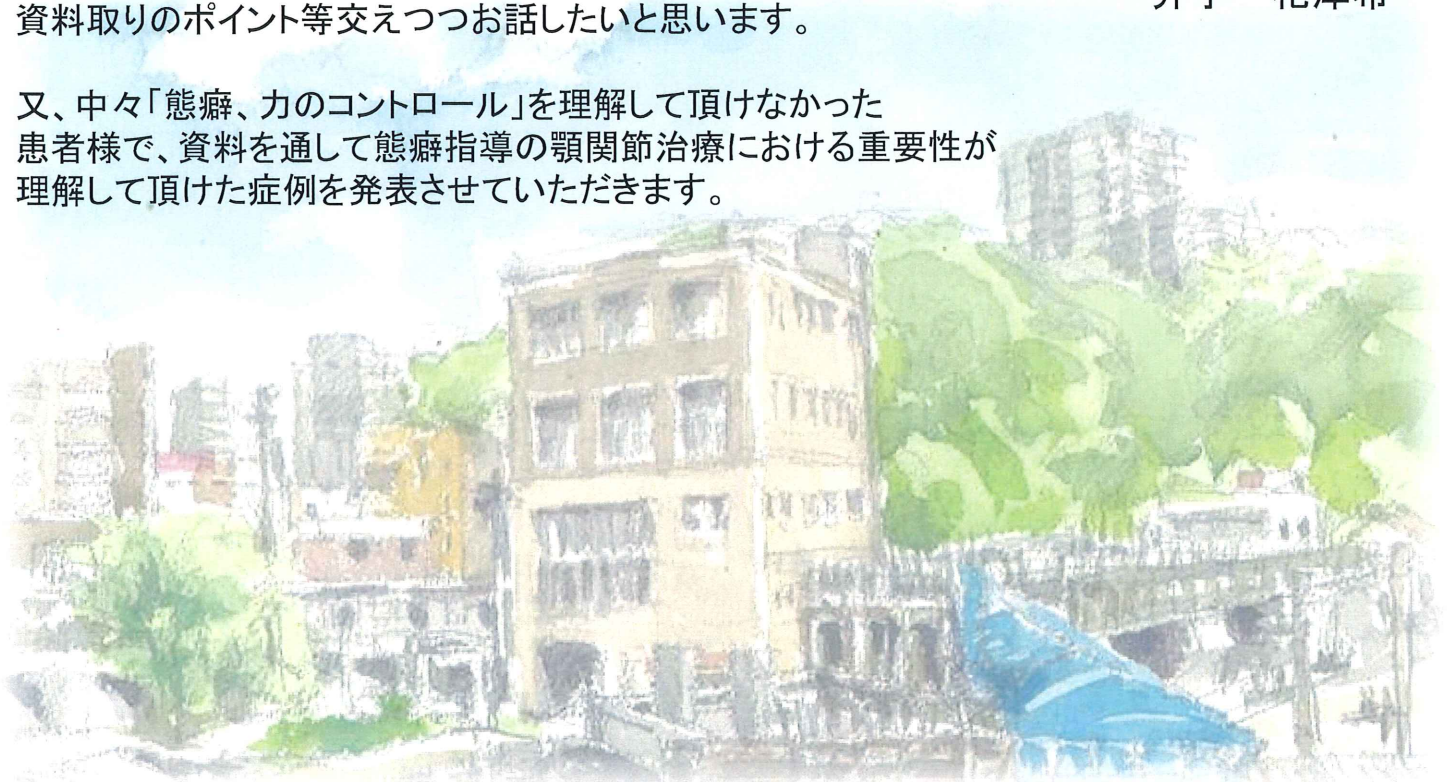 資料取りのポイント等交えつつお話したいと思います。
又、中々「態癖、力のコントロール」を理解して頂けなかった
患者様で、資料を通して態癖指導の顎関節治療における重要性が
理解して頂けた症例を発表させていただきます。